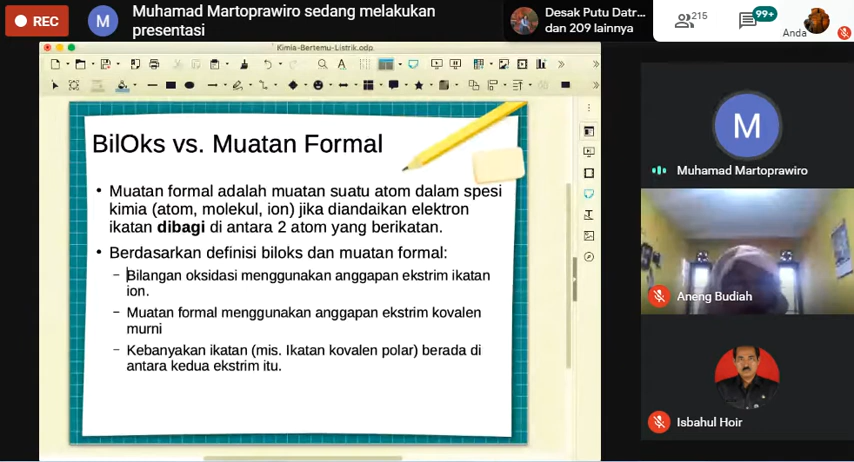 REC
M
Muhamad Martoprawiro sedang melakukan
presentasi
Desak Putu Datr...
dan 209 lainnya
215
99+
Anda
Kimia-Bertemu-Listrik.odp
BilOks vs. Muatan Formal
• Muatan formal adalah muatan suatu atom dalam spesi
kimia (atom, molekul, ion) jika diandaikan elektron
ikatan dibagi di antara 2 atom yang berikatan.
• Berdasarkan definisi biloks dan muatan formal:
– Bilangan oksidasi menggunakan anggapan ekstrim ikatan
ion.
– Muatan formal menggunakan anggapan ekstrim kovalen
murni
– Kebanyakan ikatan (mis. Ikatan kovalen polar) berada di
antara kedua ekstrim itu.
M
Muhamad Martoprawiro
Aneng Budiah
Isbahul Hoir